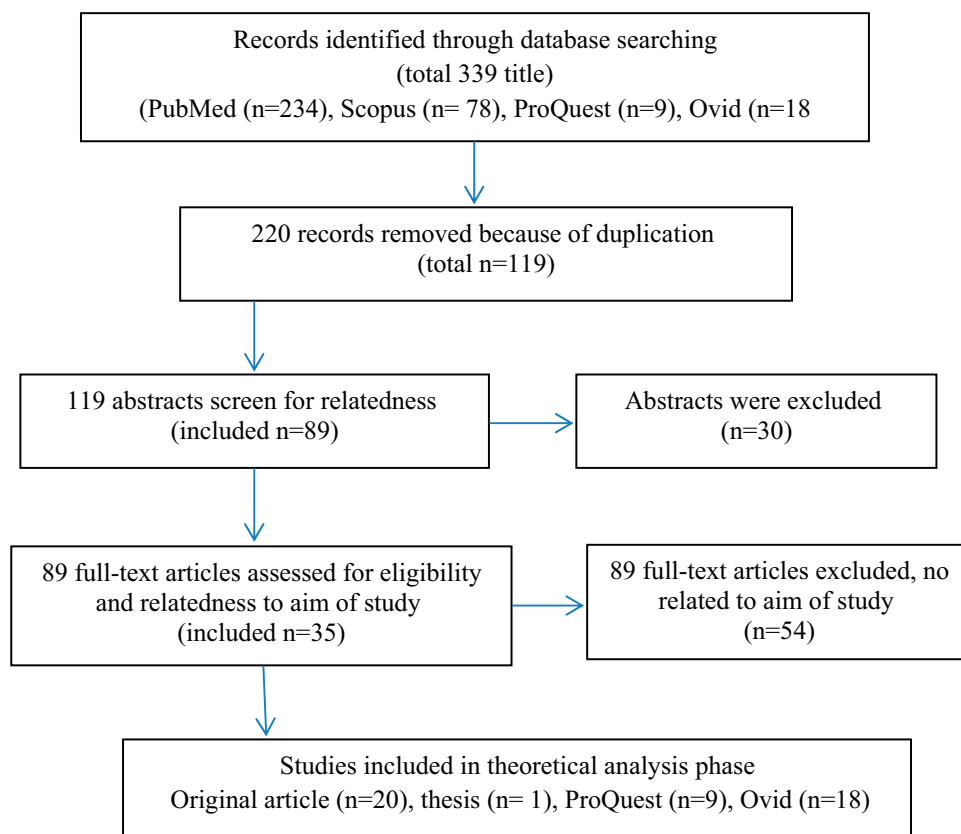 Records identified through database searching
(total 339 title)
(PubMed (n=234), Scopus (n= 78), ProQuest (n=9), Ovid (n=18
220 records removed because of duplication
(total n=119)
119 abstracts screen for relatedness
(included n=89)
Abstracts were excluded
(n=30)
89 full-text articles assessed for eligibility
and relatedness to aim of study
(included n=35)
89 full-text articles excluded, no
related to aim of study
(n=54)
Studies included in theoretical analysis phase
Original article (n=20), thesis (n= 1), ProQuest (n=9), Ovid (n=18)